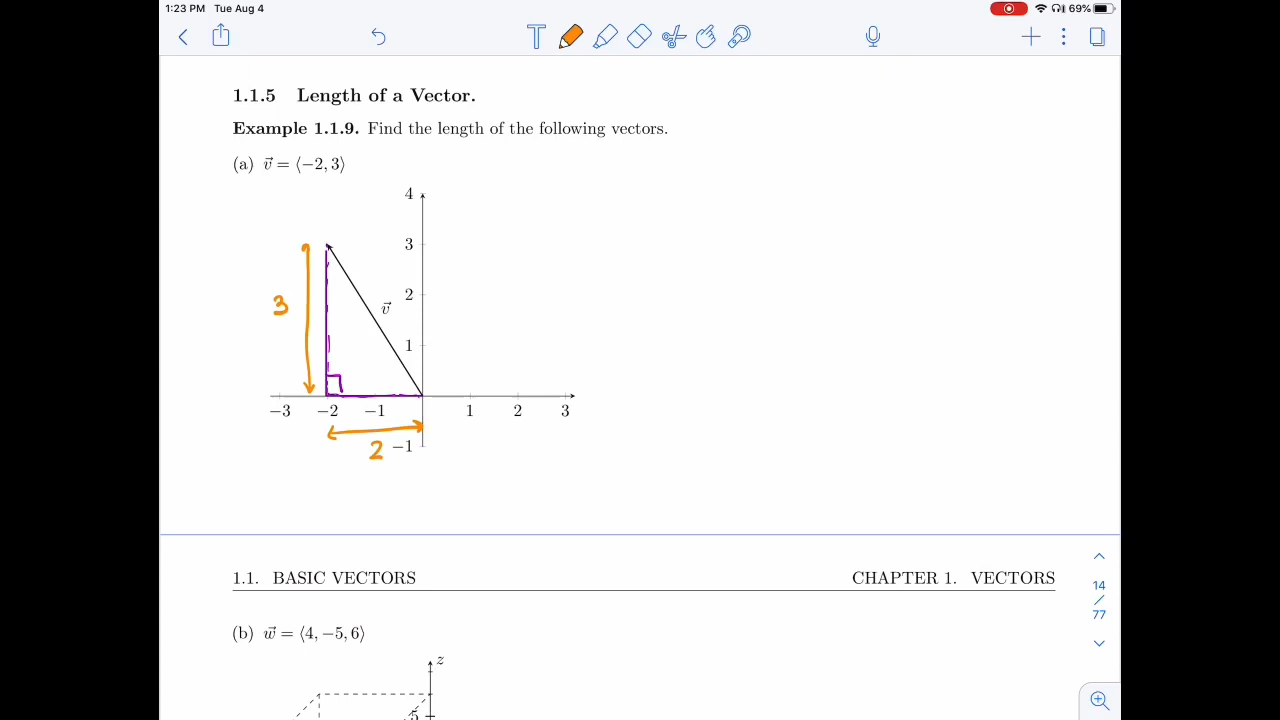 1:23 PM Tue Aug 4 69%
T
1.1.5 Length of a Vector.
Example 1.1.9. Find the length of the following vectors.
(a) v⃗ = ⟨−2, 3⟩
4
3
3
2
v⃗
1
−3 −2 −1 1 2 3
2 −1
1.1. BASIC VECTORS CHAPTER 1. VECTORS
14
/
77
(b) w⃗ = ⟨4, −5, 6⟩
z
5